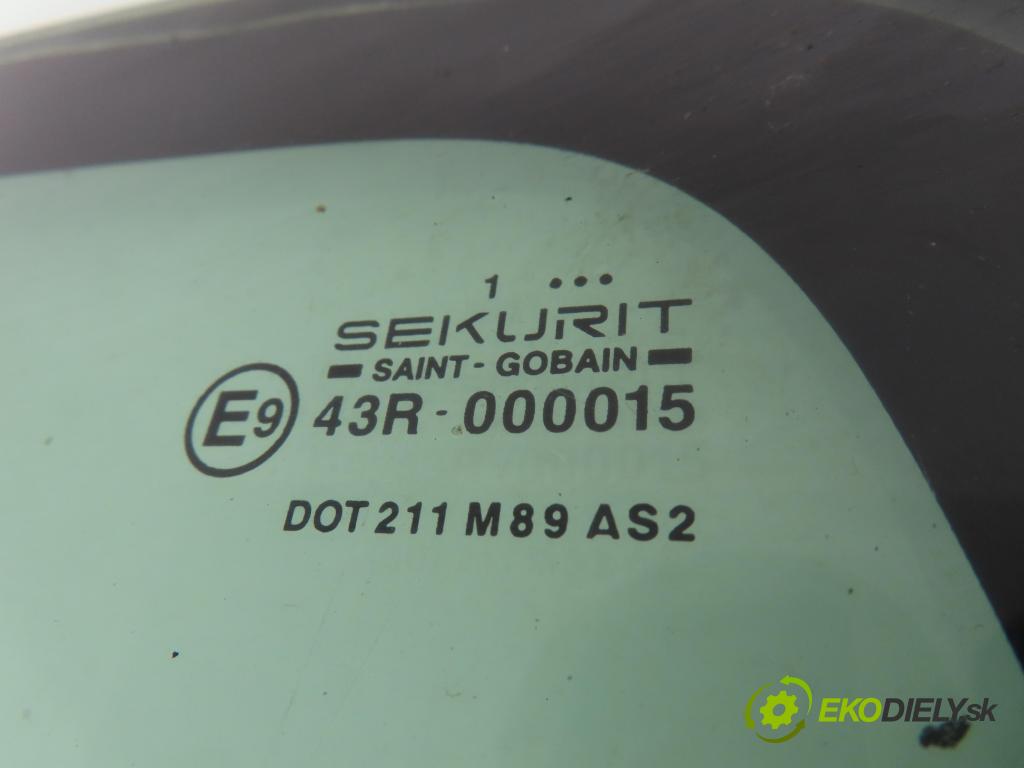 1 •••
SEKURIT
SAINT-GOBAIN
E9 43R-000015
DOT 211 M89 AS2
EKODIELY.sk